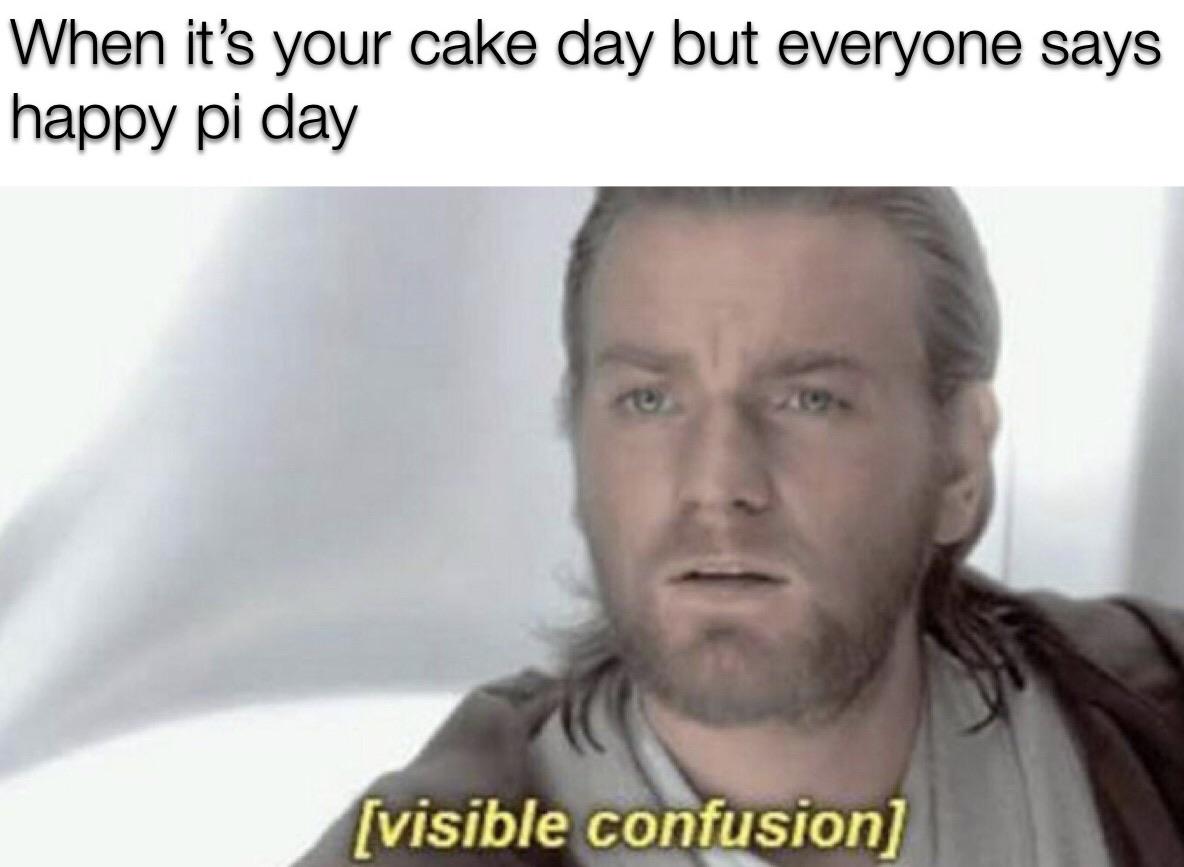 When it’s your cake day but everyone says
happy pi day
[visible confusion]